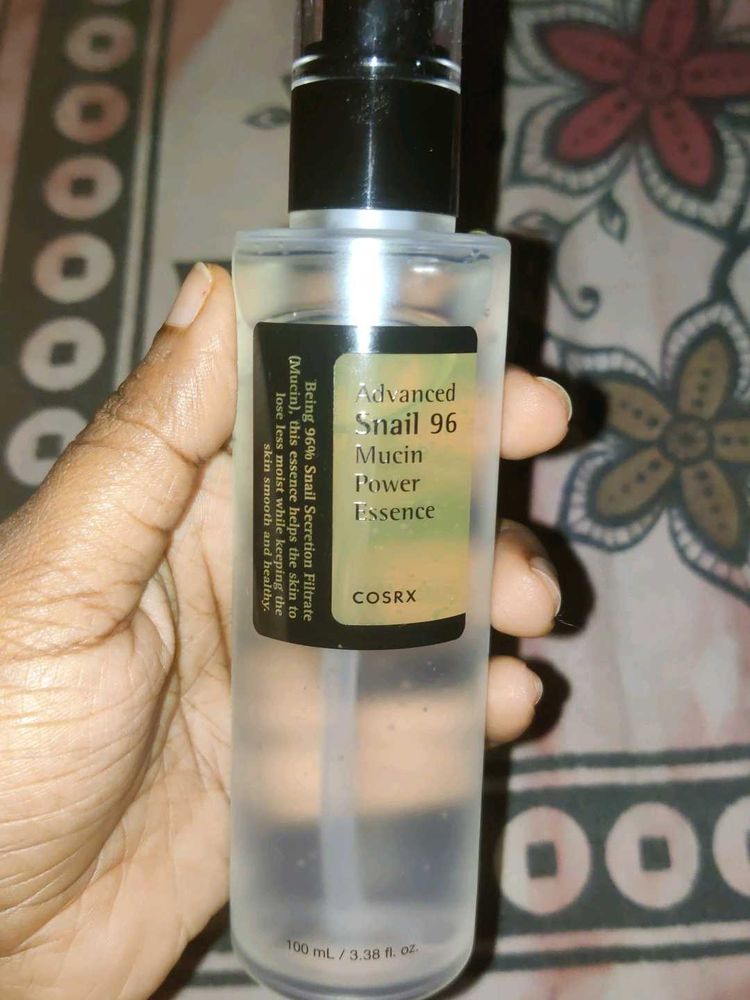 Advanced
Snail 96
Mucin
Power
Essence
COSRX
Being 96% Snail Secretion Filtrate
(Mucin), this essence helps the skin to
lose less moist while keeping the
skin smooth and healthy.
100 mL / 3.38 fl. oz.